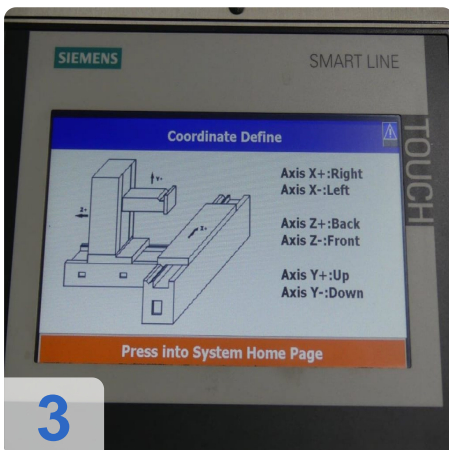 SIEMENS
SMART LINE
TOUCH
Coordinate Define
Axis X+:Right
Axis X-:Left
Axis Z+:Back
Axis Z-:Front
Axis Y+:Up
Axis Y-:Down
Press into System Home Page
3